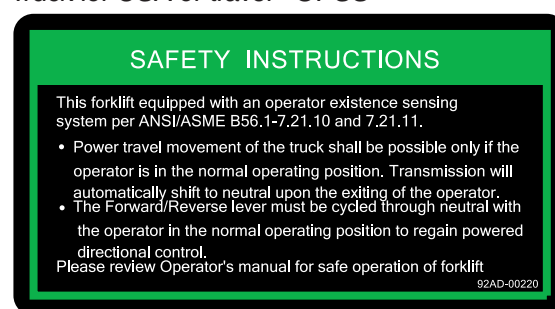 SAFETY INSTRUCTIONS
This forklift equipped with an operator existence sensing
system per ANSI/ASME B56.1-7.21.10 and 7.21.11.
• Power travel movement of the truck shall be possible only if the
operator is in the normal operating position. Transmission will
automatically shift to neutral upon the exiting of the operator.
• The Forward/Reverse lever must be cycled through neutral with
the operator in the normal operating position to regain powered
directional control.
Please review Operator's manual for safe operation of forklift
92AD-00220